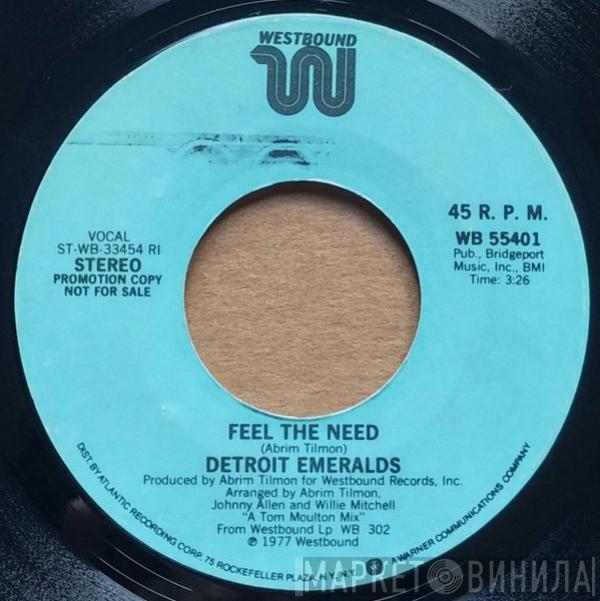 WESTBOUND
VOCAL
ST-WB-33454 RI
STEREO
PROMOTION COPY
NOT FOR SALE
45 R. P. M.
WB 55401
Pub., Bridgeport
Music, Inc., BMI
Time: 3:26
FEEL THE NEED
(Abrim Tilmon)
DETROIT EMERALDS
Produced by Abrim Tilmon for Westbound Records, Inc.
Arranged by Abrim Tilmon,
Johnny Allen and Willie Mitchell
"A Tom Moulton Mix"
From Westbound Lp WB 302
℗ 1977 Westbound
DIST. BY ATLANTIC RECORDING CORP. 75 ROCKEFELLER PLAZA, N.Y., N.Y. A WARNER COMMUNICATIONS COMPANY
МАРКЕТ ВИНИЛА